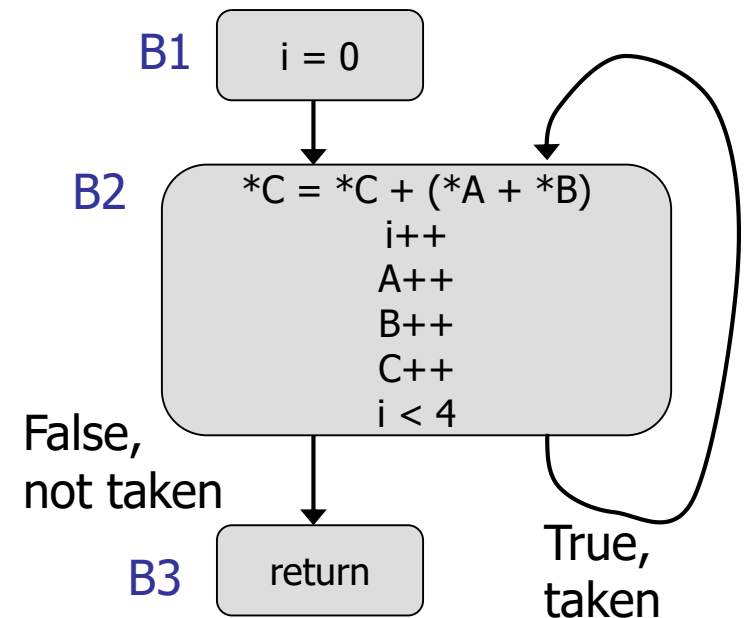 B1
i = 0
B2
*C = *C + (*A + *B)
i++
A++
B++
C++
i < 4
False,
not taken
True,
taken
B3
return